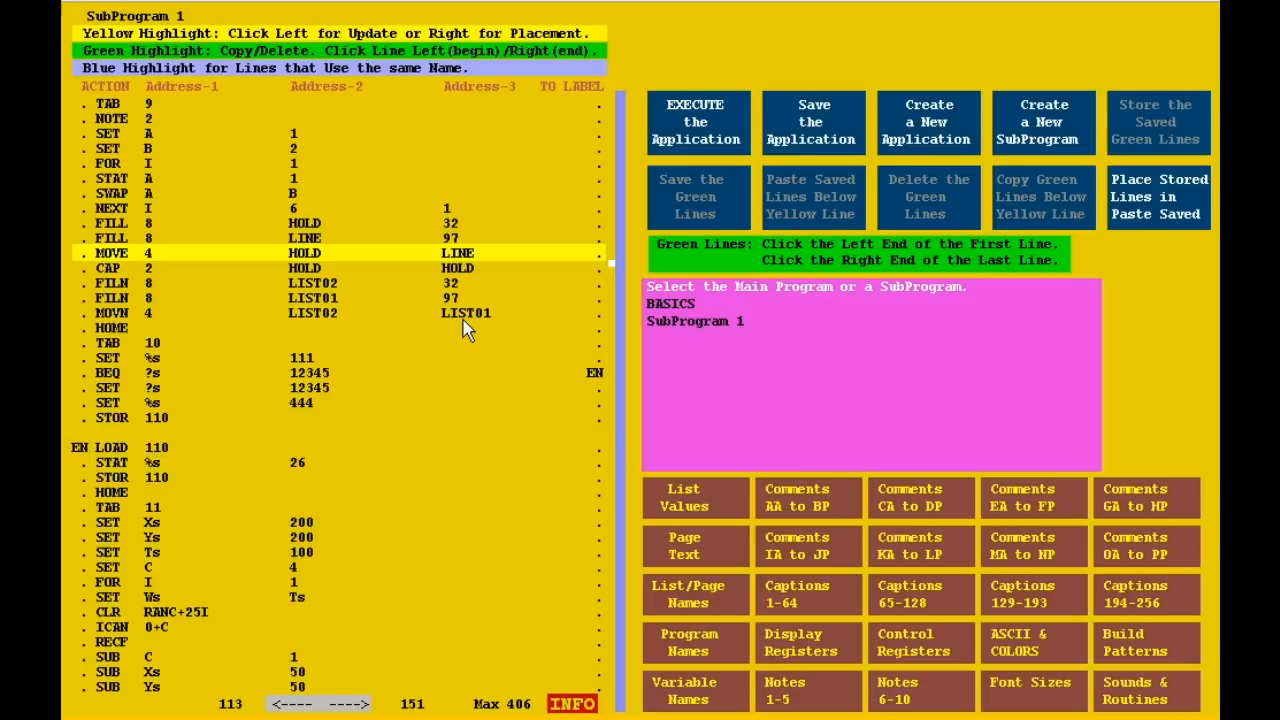 SubProgram 1
Yellow Highlight: Click Left for Update or Right for Placement.
Green Highlight: Copy/Delete. Click Line Left(begin)/Right(end).
Blue Highlight for Lines that Use the same Name.
ACTION Address-1 Address-2 Address-3 TO LABEL
. TAB 9 .
. NOTE 2 .
. SET A 1 .
. SET B 2 .
. FOR I 1 .
. STAT A 1 .
. SWAP A B .
. NEXT I 6 1 .
. FILL 8 HOLD 32 .
. FILL 8 LINE 97 .
. MOVE 4 HOLD LINE .
. CAP 2 HOLD HOLD .
. FILN 8 LIST02 32 .
. FILN 8 LIST01 97 .
. MOVN 4 LIST02 LIST01 .
. HOME .
. TAB 10 .
. SET %s 111 .
. BEQ ?s 12345 EN
. SET ?s 12345 .
. SET %s 444 .
. STOR 110 .
EN LOAD 110 .
. STAT %s 26 .
. STOR 110 .
. HOME .
. TAB 11 .
. SET Xs 200 .
. SET Ys 200 .
. SET Ts 100 .
. SET C 4 .
. FOR I 1 .
. SET Ws Ts .
. CLR RANC+25I .
. ICAN 0+C .
. RECF .
. SUB C 1 .
. SUB Xs 50 .
. SUB Ys 50 .
113 <---- ----> 151 Max 406 INFO
EXECUTE
the
Application
Save
the
Application
Create
a New
Application
Create
a New
SubProgram
Store the
Saved
Green Lines
Save the
Green
Lines
Paste Saved
Lines Below
Yellow Line
Delete the
Green
Lines
Copy Green
Lines Below
Yellow Line
Place Stored
Lines in
Paste Saved
Green Lines: Click the Left End of the First Line.
Click the Right End of the Last Line.
Select the Main Program or a SubProgram.
BASICS
SubProgram 1
List
Values
Comments
AA to BP
Comments
CA to DP
Comments
EA to FP
Comments
GA to HP
Page
Text
Comments
IA to JP
Comments
KA to LP
Comments
MA to NP
Comments
OA to PP
List/Page
Names
Captions
1-64
Captions
65-128
Captions
129-193
Captions
194-256
Program
Names
Display
Registers
Control
Registers
ASCII &
COLORS
Build
Patterns
Variable
Names
Notes
1-5
Notes
6-10
Font Sizes
Sounds &
Routines